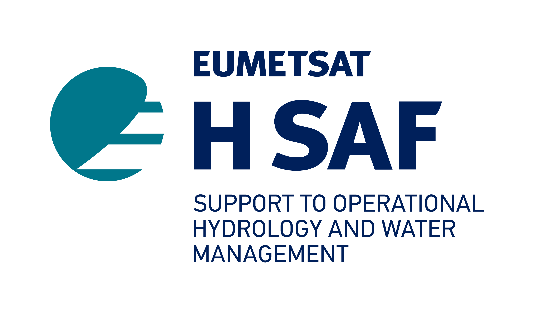 EUMETSAT
H SAF
SUPPORT TO OPERATIONAL
HYDROLOGY AND WATER
MANAGEMENT